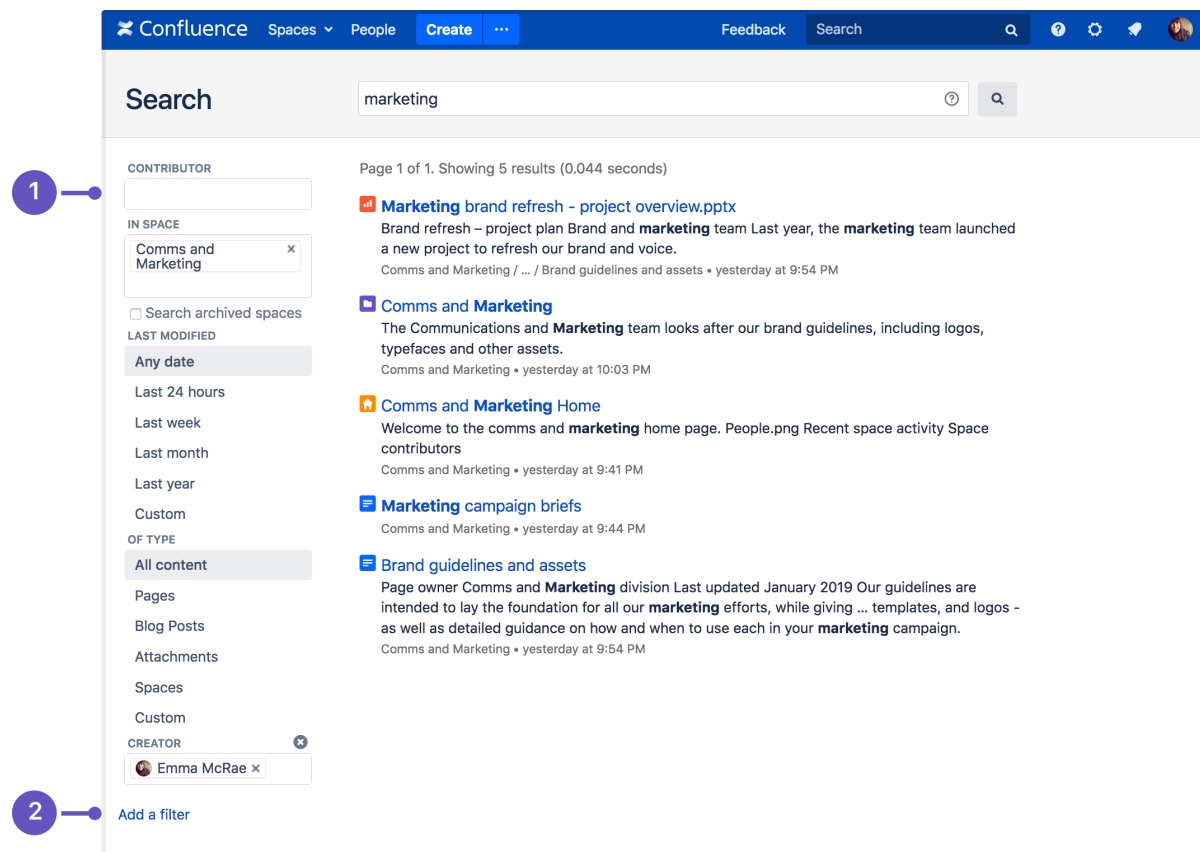 Confluence Spaces People Create ... Feedback Search
Search
marketing
1
CONTRIBUTOR
IN SPACE
Comms and
Marketing
Search archived spaces
LAST MODIFIED
Any date
Last 24 hours
Last week
Last month
Last year
Custom
OF TYPE
All content
Pages
Blog Posts
Attachments
Spaces
Custom
CREATOR
Emma McRae
2
Add a filter
Page 1 of 1. Showing 5 results (0.044 seconds)
Marketing brand refresh - project overview.pptx
Brand refresh – project plan Brand and marketing team Last year, the marketing team launched
a new project to refresh our brand and voice.
Comms and Marketing / ... / Brand guidelines and assets • yesterday at 9:54 PM
Comms and Marketing
The Communications and Marketing team looks after our brand guidelines, including logos,
typefaces and other assets.
Comms and Marketing • yesterday at 10:03 PM
Comms and Marketing Home
Welcome to the comms and marketing home page. People.png Recent space activity Space
contributors
Comms and Marketing • yesterday at 9:41 PM
Marketing campaign briefs
Comms and Marketing • yesterday at 9:44 PM
Brand guidelines and assets
Page owner Comms and Marketing division Last updated January 2019 Our guidelines are
intended to lay the foundation for all our marketing efforts, while giving ... templates, and logos -
as well as detailed guidance on how and when to use each in your marketing campaign.
Comms and Marketing • yesterday at 9:54 PM